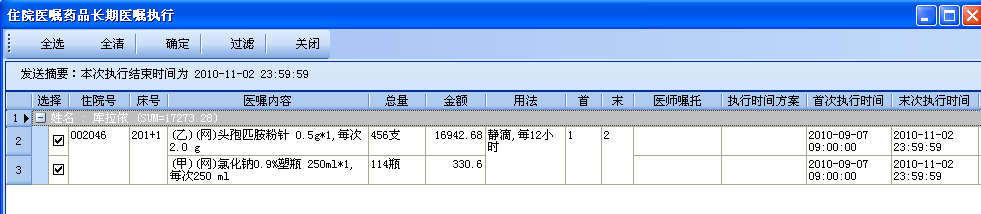 住院医嘱药品长期医嘱执行
全选 全清 确定 过滤 关闭
发送摘要：本次执行结束时间为 2010-11-02 23:59:59
选择 住院号 床号 医嘱内容 总量 金额 用法 首 末 医师嘱托 执行时间方案 首次执行时间 末次执行时间
1 姓名 : 库拉依 (SUM=17273.28)
2 002046 201+1 (乙)(网)头孢匹胺粉针 0.5g*1,每次 456支 16942.68 静滴,每12小 1 2 2010-09-07 2010-11-02
2.0 g 时 09:00:00 23:59:59
3 (甲)(网)氯化钠0.9%塑瓶 250ml*1, 114瓶 330.6 2010-09-07 2010-11-02
每次250 ml 09:00:00 23:59:59